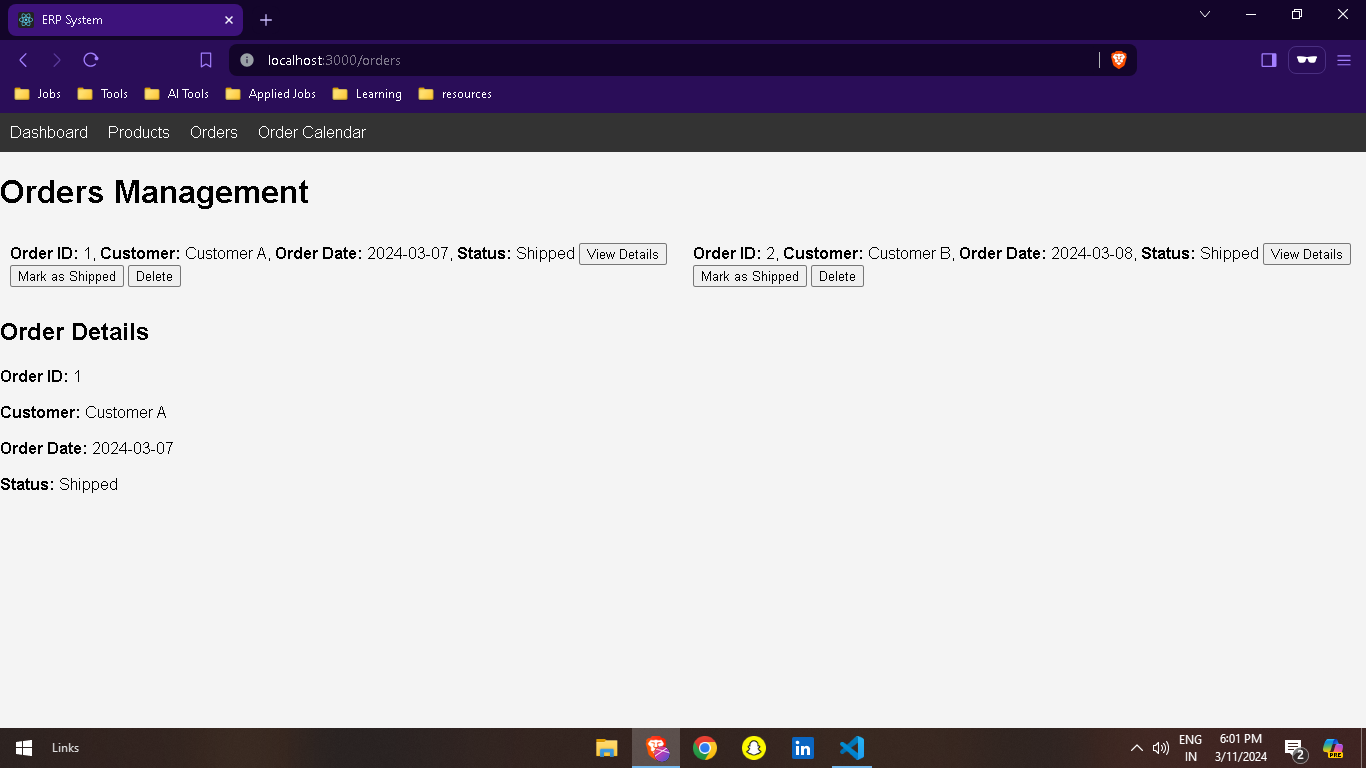 ERP System
localhost:3000/orders
Jobs Tools AI Tools Applied Jobs Learning resources
Dashboard Products Orders Order Calendar
Orders Management
Order ID: 1, Customer: Customer A, Order Date: 2024-03-07, Status: Shipped View Details
Mark as Shipped Delete
Order ID: 2, Customer: Customer B, Order Date: 2024-03-08, Status: Shipped View Details
Mark as Shipped Delete
Order Details
Order ID: 1
Customer: Customer A
Order Date: 2024-03-07
Status: Shipped
Links
in
ENG
IN
6:01 PM
3/11/2024
2
PRE